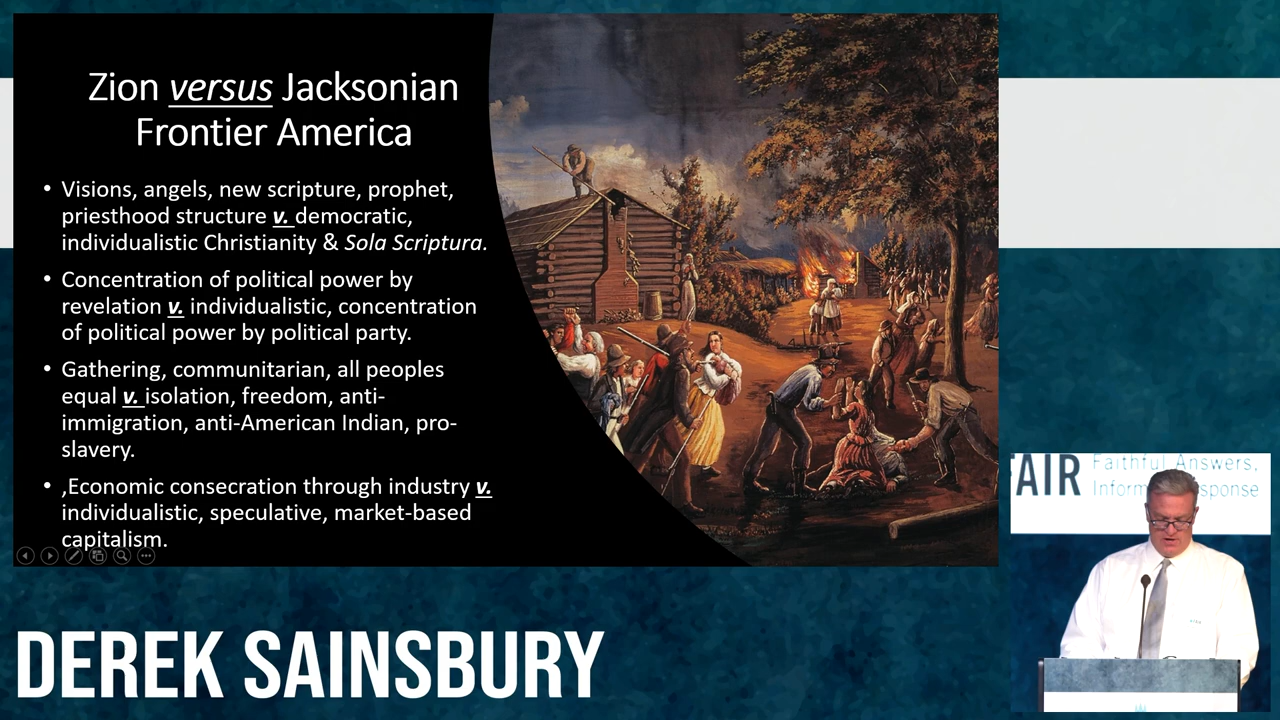 Zion versus Jacksonian
Frontier America
• Visions, angels, new scripture, prophet,
priesthood structure v. democratic,
individualistic Christianity & Sola Scriptura.
• Concentration of political power by
revelation v. individualistic, concentration
of political power by political party.
• Gathering, communitarian, all peoples
equal v. isolation, freedom, anti-
immigration, anti-American Indian, pro-
slavery.
• ,Economic consecration through industry v.
individualistic, speculative, market-based
capitalism.
AIR Faithful Answers,
DEREK SAINSBURY